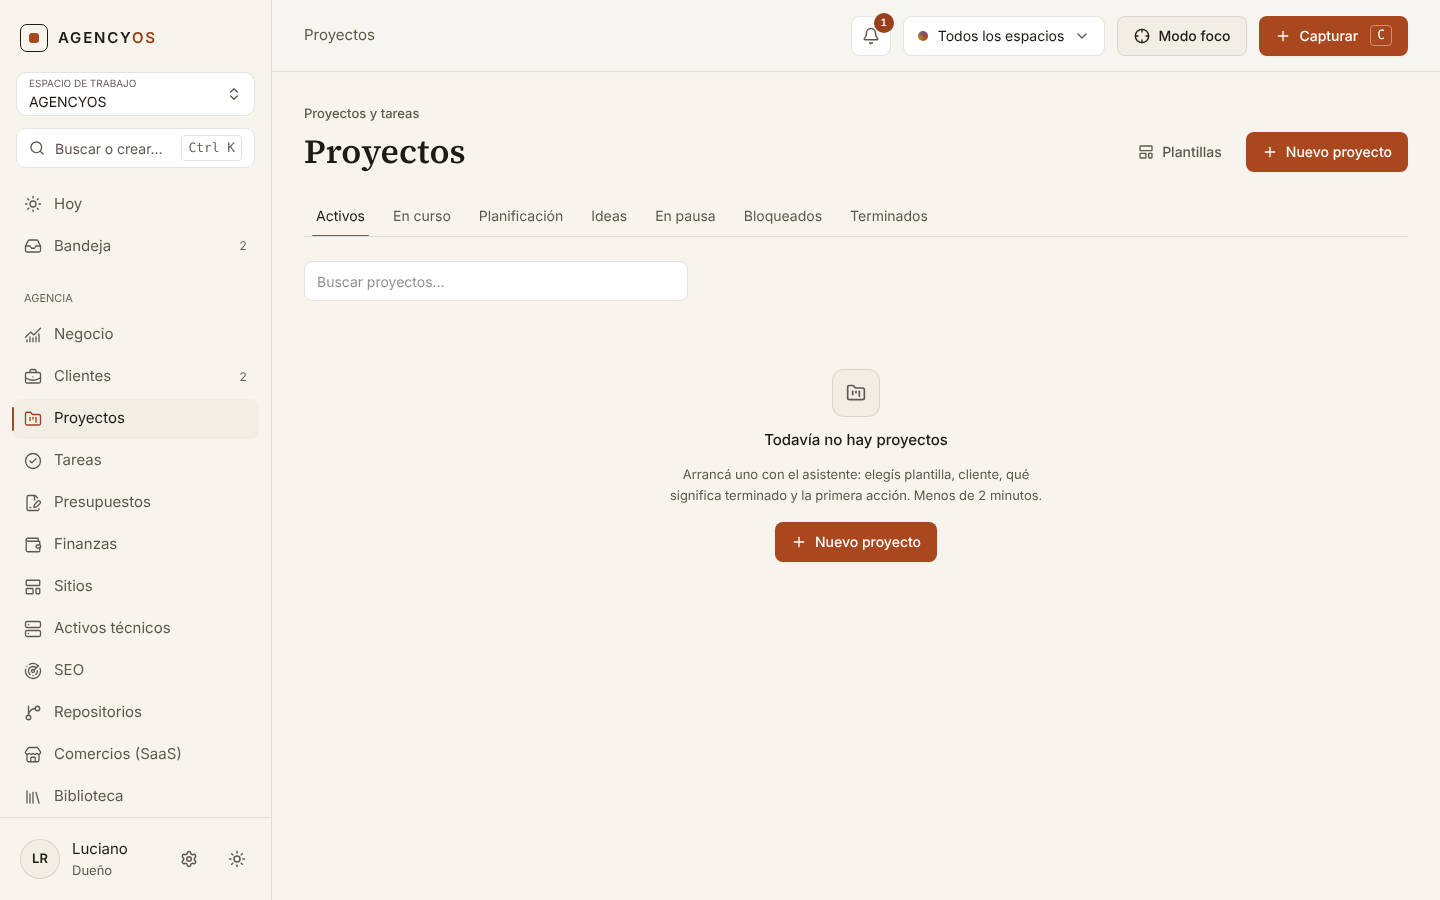 AGENCYOS
ESPACIO DE TRABAJO
AGENCYOS
Buscar o crear... Ctrl K
Hoy
Bandeja 2
AGENCIA
Negocio
Clientes 2
Proyectos
Tareas
Presupuestos
Finanzas
Sitios
Activos técnicos
SEO
Repositorios
Comercios (SaaS)
Biblioteca
LR
Luciano
Dueño
Proyectos
1
Todos los espacios
Modo foco
Capturar C
Proyectos y tareas
Proyectos
Plantillas
Nuevo proyecto
Activos En curso Planificación Ideas En pausa Bloqueados Terminados
Buscar proyectos...
Todavía no hay proyectos
Arrancá uno con el asistente: elegís plantilla, cliente, qué
significa terminado y la primera acción. Menos de 2 minutos.
Nuevo proyecto